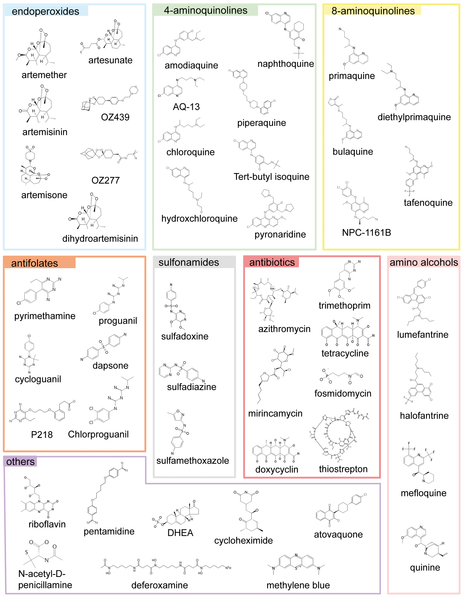 endoperoxides
artemether
artesunate
artemisinin
OZ439
artemisone
OZ277
dihydroartemisinin
4-aminoquinolines
amodiaquine
naphthoquine
AQ-13
piperaquine
chloroquine
Tert-butyl isoquine
hydroxchloroquine
pyronaridine
8-aminoquinolines
primaquine
diethylprimaquine
bulaquine
tafenoquine
NPC-1161B
antifolates
pyrimethamine
proguanil
cycloguanil
dapsone
P218
Chlorproguanil
sulfonamides
sulfadoxine
sulfadiazine
sulfamethoxazole
antibiotics
trimethoprim
azithromycin
tetracycline
fosmidomycin
mirincamycin
doxycyclin
thiostrepton
amino alcohols
lumefantrine
halofantrine
mefloquine
quinine
others
riboflavin
pentamidine
DHEA
cycloheximide
atovaquone
N-acetyl-D-
penicillamine
deferoxamine
methylene blue